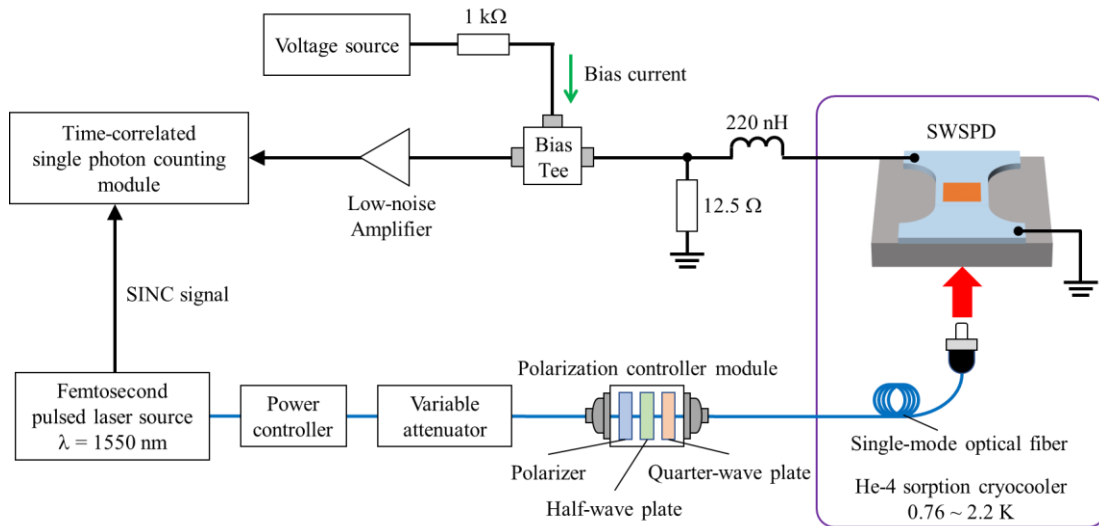 1 kΩ
Voltage source
Bias current
Time-correlated
single photon counting
module
Low-noise
Amplifier
Bias
Tee
220 nH
12.5 Ω
SWSPD
SINC signal
Femtosecond
pulsed laser source
λ = 1550 nm
Power
controller
Variable
attenuator
Polarization controller module
Polarizer
Half-wave plate
Quarter-wave plate
Single-mode optical fiber
He-4 sorption cryocooler
0.76 ~ 2.2 K